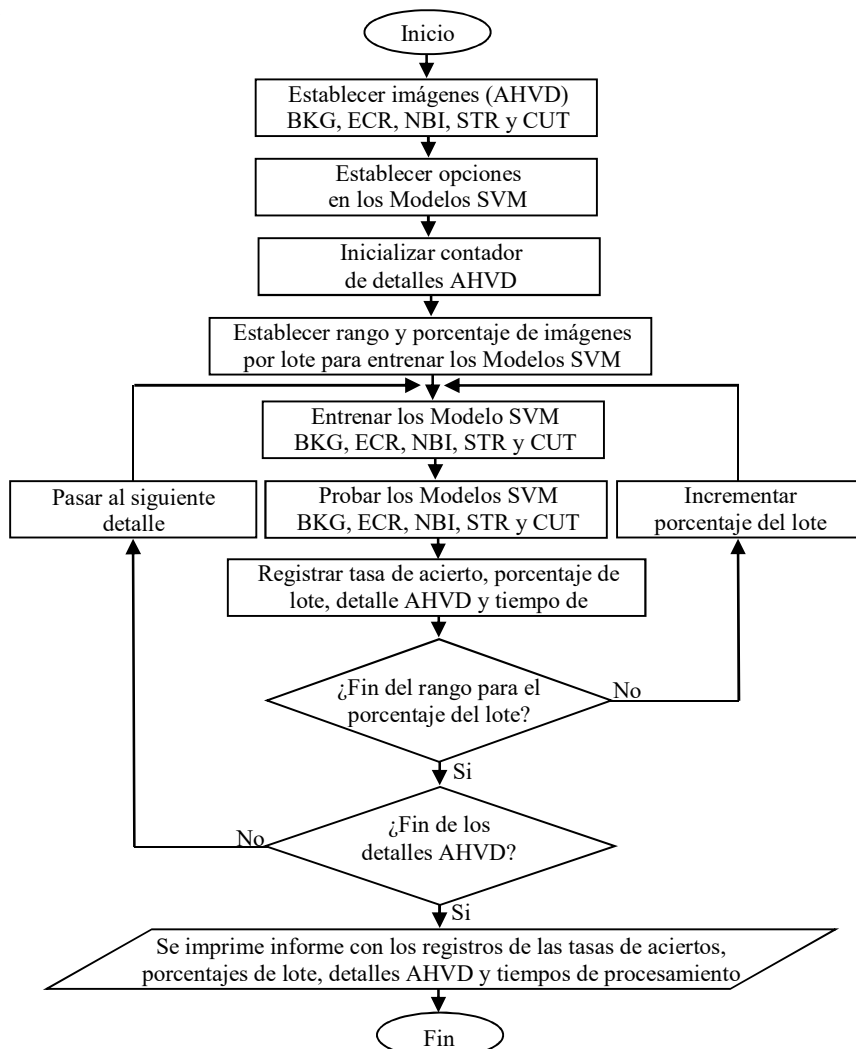 Inicio
Establecer imágenes (AHVD)
BKG, ECR, NBI, STR y CUT
Establecer opciones
en los Modelos SVM
Inicializar contador
de detalles AHVD
Establecer rango y porcentaje de imágenes
por lote para entrenar los Modelos SVM
Entrenar los Modelo SVM
BKG, ECR, NBI, STR y CUT
Pasar al siguiente
detalle
Probar los Modelos SVM
BKG, ECR, NBI, STR y CUT
Incrementar
porcentaje del lote
Registrar tasa de acierto, porcentaje de
lote, detalle AHVD y tiempo de
¿Fin del rango para el
porcentaje del lote?
No
Si
¿Fin de los
detalles AHVD?
No
Si
Se imprime informe con los registros de las tasas de aciertos,
porcentajes de lote, detalles AHVD y tiempos de procesamiento
Fin